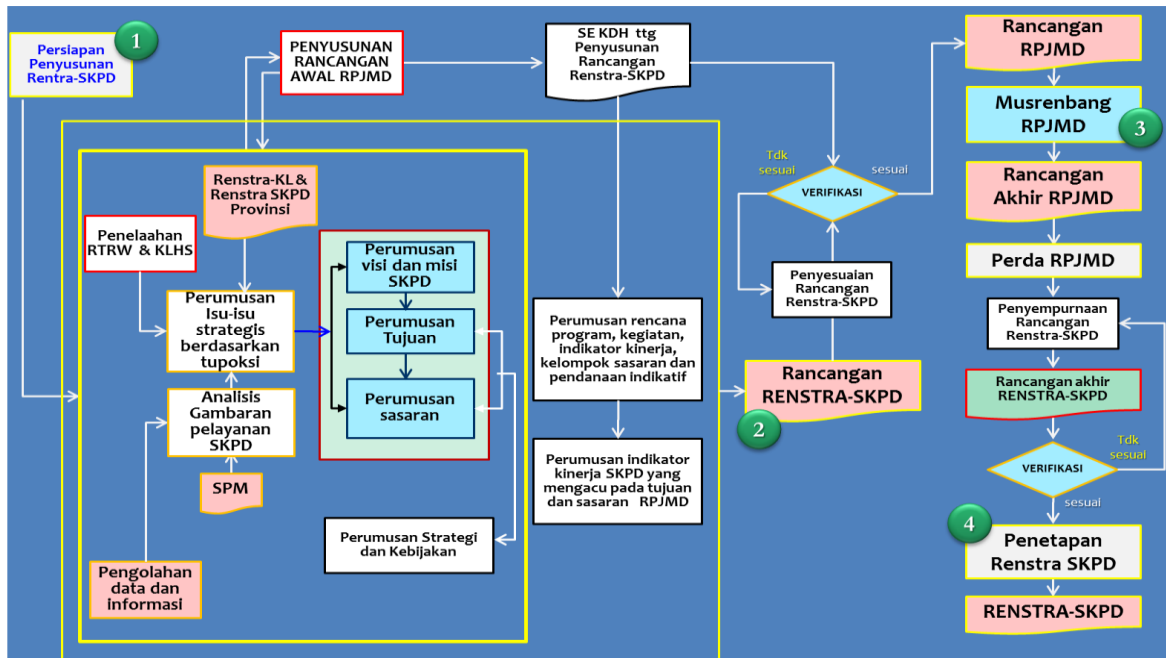 Persiapan
Penyusunan
Rentra-SKPD
1
PENYUSUNAN
RANCANGAN
AWAL RPJMD
SE KDH ttg
Penyusunan
Rancangan
Renstra-SKPD
Renstra-KL &
Renstra SKPD
Provinsi
Penelaahan
RTRW & KLHS
Perumusan
Isu-isu
strategis
berdasarkan
tupoksi
Analisis
Gambaran
pelayanan
SKPD
SPM
Pengolahan
data dan
informasi
Perumusan
visi dan misi
SKPD
Perumusan
Tujuan
Perumusan
sasaran
Perumusan Strategi
dan Kebijakan
Perumusan rencana
program, kegiatan,
indikator kinerja,
kelompok sasaran dan
pendanaan indikatif
Perumusan indikator
kinerja SKPD yang
mengacu pada tujuan
dan sasaran RPJMD
Tdk
sesuai
VERIFIKASI
sesuai
Penyesuaian
Rancangan
Renstra-SKPD
Rancangan
RENSTRA-SKPD
2
Rancangan
RPJMD
Musrenbang
RPJMD
3
Rancangan
Akhir RPJMD
Perda RPJMD
Penyempurnaan
Rancangan
Renstra-SKPD
Rancangan akhir
RENSTRA-SKPD
VERIFIKASI
Tdk
sesuai
sesuai
4
Penetapan
Renstra SKPD
RENSTRA-SKPD